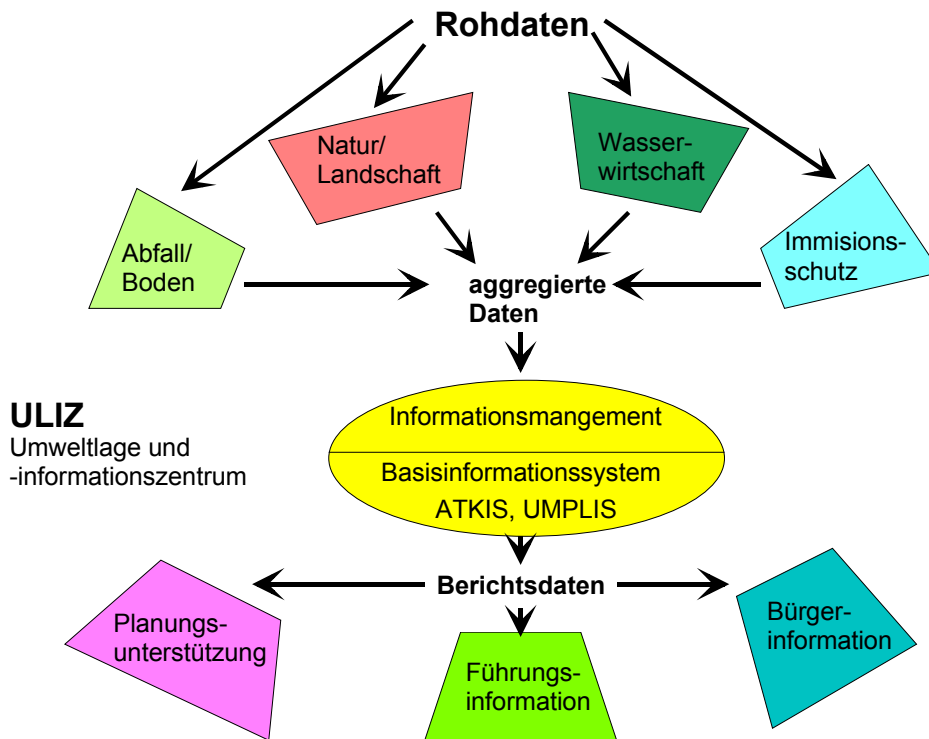 Rohdaten
Natur/
Landschaft
Wasser-
wirtschaft
Abfall/
Boden
Immisions-
schutz
aggregierte
Daten
ULIZ
Umweltlage und
-informationszentrum
Informationsmangement
Basisinformationssystem
ATKIS, UMPLIS
Berichtsdaten
Planungs-
unterstützung
Führungs-
information
Bürger-
information